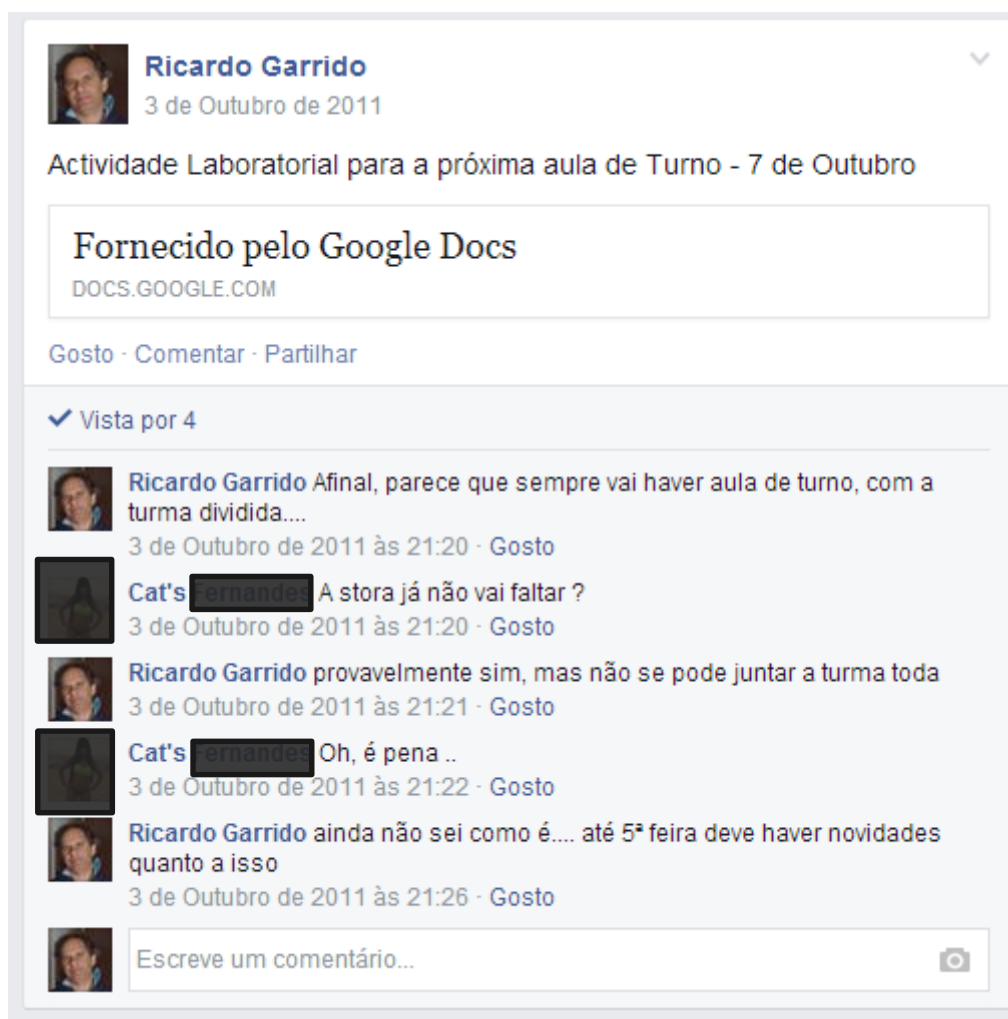 Ricardo Garrido
3 de Outubro de 2011
Actividade Laboratorial para a próxima aula de Turno - 7 de Outubro
Fornecido pelo Google Docs
DOCS.GOOGLE.COM
Gosto · Comentar · Partilhar
Vista por 4
Ricardo Garrido Afinal, parece que sempre vai haver aula de turno, com a
turma dividida....
3 de Outubro de 2011 às 21:20 · Gosto
Cat's A stora já não vai faltar ?
3 de Outubro de 2011 às 21:20 · Gosto
Ricardo Garrido provavelmente sim, mas não se pode juntar a turma toda
3 de Outubro de 2011 às 21:21 · Gosto
Cat's Oh, é pena ..
3 de Outubro de 2011 às 21:22 · Gosto
Ricardo Garrido ainda não sei como é.... até 5ª feira deve haver novidades
quanto a isso
3 de Outubro de 2011 às 21:26 · Gosto
Escreve um comentário...